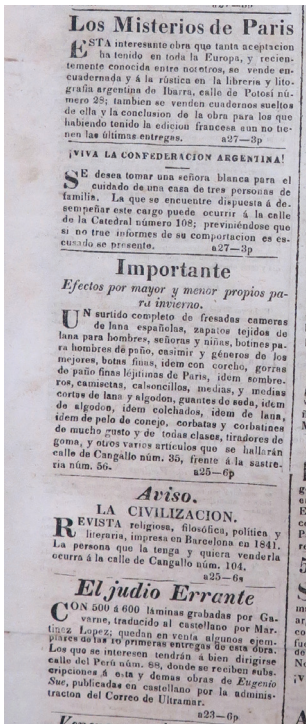 a27—3p
Los Misterios de Paris
ESTA interesante obra que tanta aceptacion
ha tenido en toda la Europa, y recien-
temente conocida entre nosotros, se vende en-
cuadernada y á la rústica en la libreria y lito-
grafia argentina de Ibarra, calle de Potosí nú-
mero 28; tambien se venden cuadernos sueltos
de ella y la conclusion de la obra para los que
habiendo tenido la edicion francesa aun no tie-
nen las últimas entregas. a27—3p
¡VIVA LA CONFEDERACION ARGENTINA!
SE desea tomar una señora blanca para el
cuidado de una casa de tres personas de
familia. La que se encuentre dispuesta á de-
sempeñar este cargo puede ocurrir á la calle
de la Catedral número 108; previniéndose que
si no trae informes de su comportacion es es-
cusado se presente. a27—3p
Importante
Efectos por mayor y menor propios pa-
ra invierno.
UN surtido completo de fresadas cameras
de lana españolas, zapatos tejidos de
lana para hombres, señoras y niñas, botines pa-
ra hombres de paño, casimir y géneros de los
mejores, botas finas, idem con corcho, gorras
de paño finas lejítimas de Paris, idem sombre-
ros, camisetas, calsoncillos, medas, y medias
cortas de lana y algodon, guantes de seda, idem
de algodon, idem colchados, idem de lana,
idem de pelo de conejo, corbatas y corbatines
de mucho gusto y de todas clases, tiradores de
goma, y otros varios articulos que se hallarán
calle de Cangallo núm. 35, frente á la sastre-
ria núm. 56. a25—6p
Aviso.
LA CIVILIZACION.
REVISTA religiosa, filosófica, política y
literaria, impresa en Barcelona en 1841.
La persona que la tenga y quiera venderla
ocurra á la calle de Cangallo núm. 104.
a25—6s
El judio Errante
CON 500 á 600 láminas grabadas por Ga-
varne, traducido al castellano por Mar-
tinez Lopez; quedan en venta algunos ejem-
plares de las 10 primeras entregas de esta obra.
Los que se interesen tendrán á bien dirigirse
calle del Perú núm. 88, donde se reciben subs-
cripciones á esta y demas obras de Eugenio
Sue, publicadas en castellano por la adminis-
tracion del Correo de Ultramar.
a23—6p